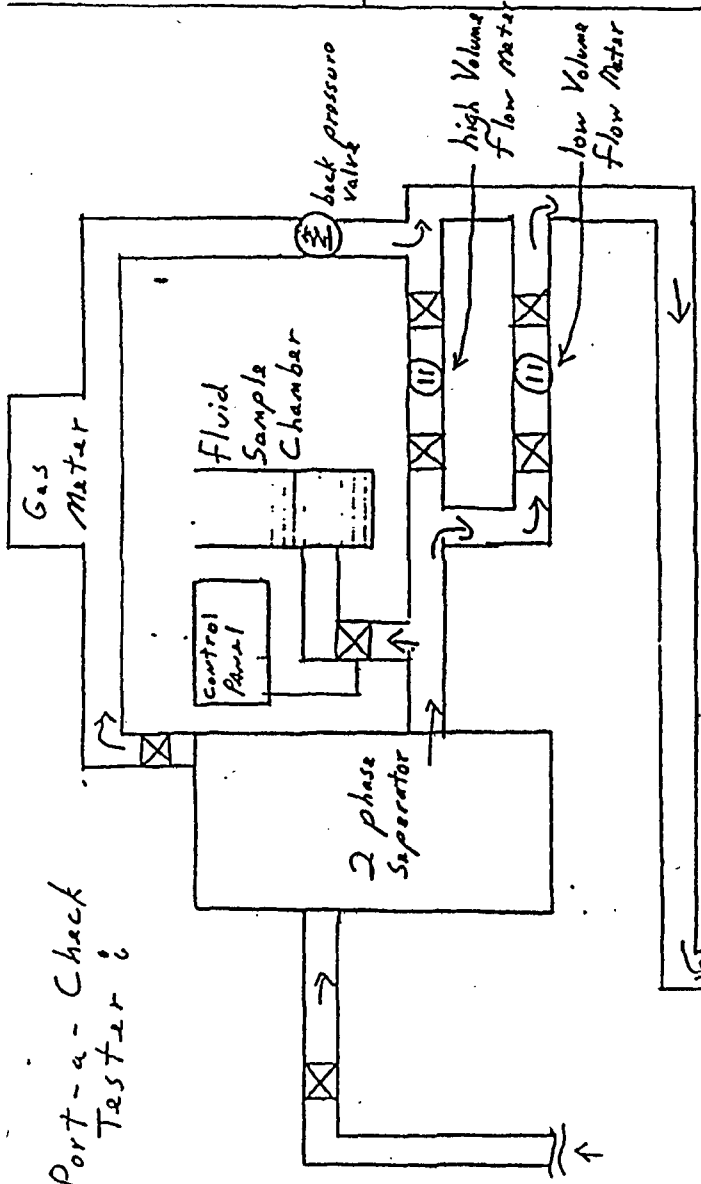 Port-a-Check
Tester:
Gas
Meter
back pressure
valve
Fluid
Sample
Chamber
control
Panel
high Volume
flow Meter
2 phase
Seperator
low Volume
flow Meter